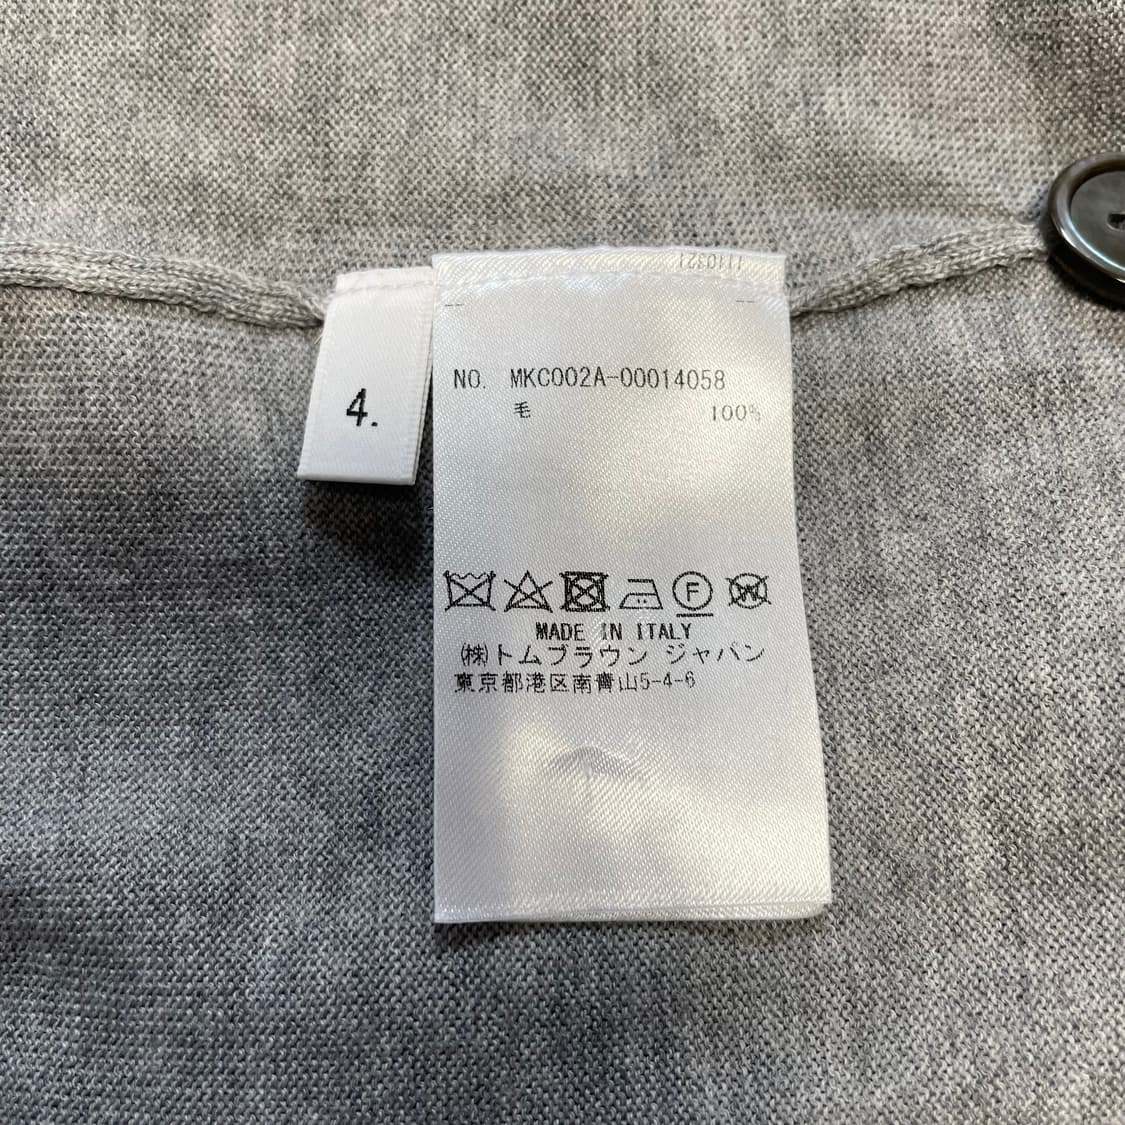 1110321
4.
NO. MKC002A-00014058
毛 100%
F
W
MADE IN ITALY
㈱トムブラウン ジャパン
東京都港区南青山5-4-6